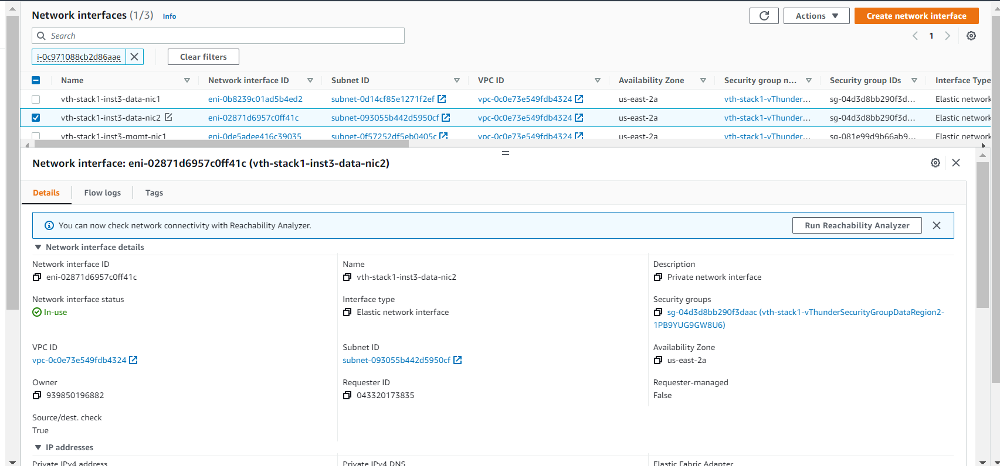 Network interfaces (1/3) Info
Actions
Create network interface
Search
1
i-0c971088cb2d86aae
Clear filters
Name Network interface ID Subnet ID VPC ID Availability Zone Security group n... Security group IDs Interface Type
vth-stack1-inst3-data-nic1 eni-0b8239c01ad5b4ed2 subnet-0d14cf85e1271f2ef vpc-0c0e73e549fdb4324 us-east-2a vth-stack1-vThunder... sg-04d3d8bb290f3d... Elastic network
vth-stack1-inst3-data-nic2 eni-02871d6957c0ff41c subnet-093055b442d5950cf vpc-0c0e73e549fdb4324 us-east-2a vth-stack1-vThunder... sg-04d3d8bb290f3d... Elastic network
vth-stack1-inst3-mgmt-nic1 eni-0de5adee416c39035 subnet-0f57252df5eb0405c vpc-0c0e73e549fdb4324 us-east-2a vth-stack1-vThunder... sg-081e99d9b66ab9... Elastic network
Network interface: eni-02871d6957c0ff41c (vth-stack1-inst3-data-nic2)
Details Flow logs Tags
You can now check network connectivity with Reachability Analyzer.
Run Reachability Analyzer
Network interface details
Network interface ID
eni-02871d6957c0ff41c
Name
vth-stack1-inst3-data-nic2
Description
Private network interface
Network interface status
In-use
Interface type
Elastic network interface
Security groups
sg-04d3d8bb290f3daac (vth-stack1-vThunderSecurityGroupDataRegion2-
1PB9YUG9GW8U6)
VPC ID
vpc-0c0e73e549fdb4324
Subnet ID
subnet-093055b442d5950cf
Availability Zone
us-east-2a
Owner
939850196882
Requester ID
043320173835
Requester-managed
False
Source/dest. check
True
IP addresses
Private IPv4 address
Private IPv4 DNS
Elastic Fabric Adapter